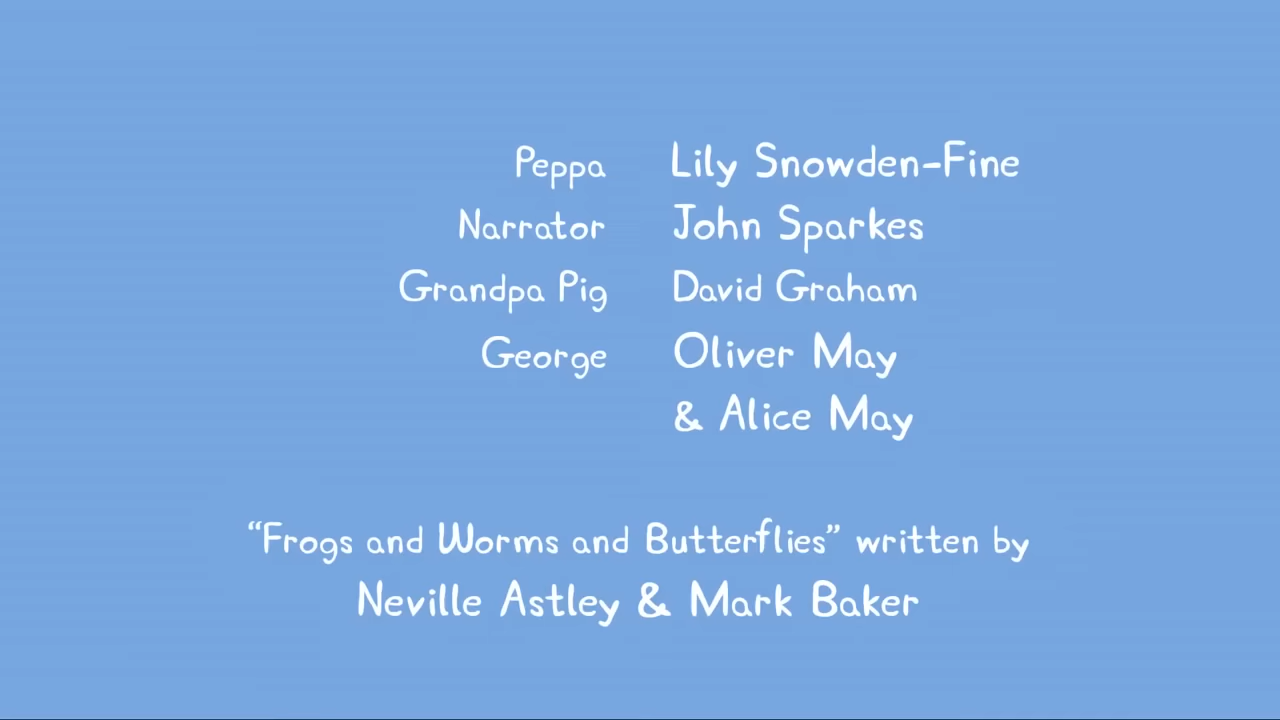 Peppa Lily Snowden-Fine
Narrator John Sparkes
Grandpa Pig David Graham
George Oliver May
& Alice May
“Frogs and Worms and Butterflies” written by
Neville Astley & Mark Baker